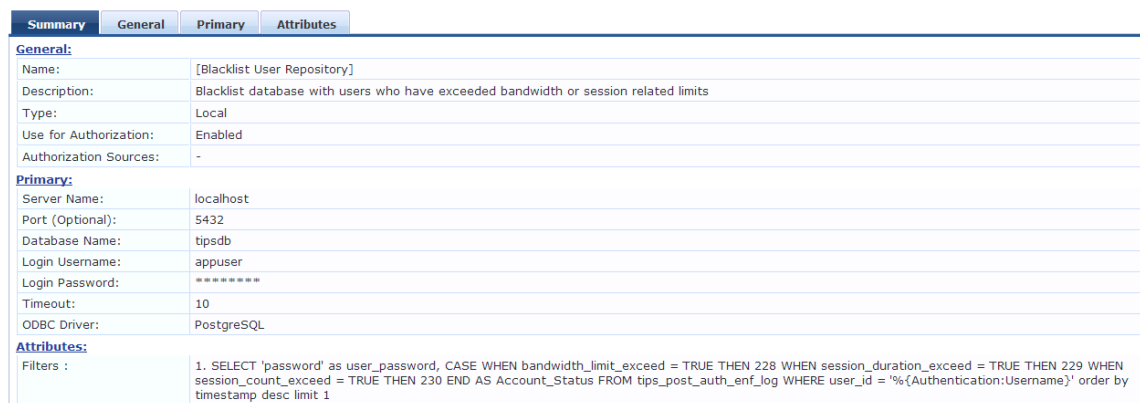 Summary General Primary Attributes
General:
Name: [Blacklist User Repository]
Description: Blacklist database with users who have exceeded bandwidth or session related limits
Type: Local
Use for Authorization: Enabled
Authorization Sources: -
Primary:
Server Name: localhost
Port (Optional): 5432
Database Name: tipsdb
Login Username: appuser
Login Password: ********
Timeout: 10
ODBC Driver: PostgreSQL
Attributes:
Filters : 1. SELECT 'password' as user_password, CASE WHEN bandwidth_limit_exceed = TRUE THEN 228 WHEN session_duration_exceed = TRUE THEN 229 WHEN
session_count_exceed = TRUE THEN 230 END AS Account_Status FROM tips_post_auth_enf_log WHERE user_id = '%{Authentication:Username}' order by
timestamp desc limit 1